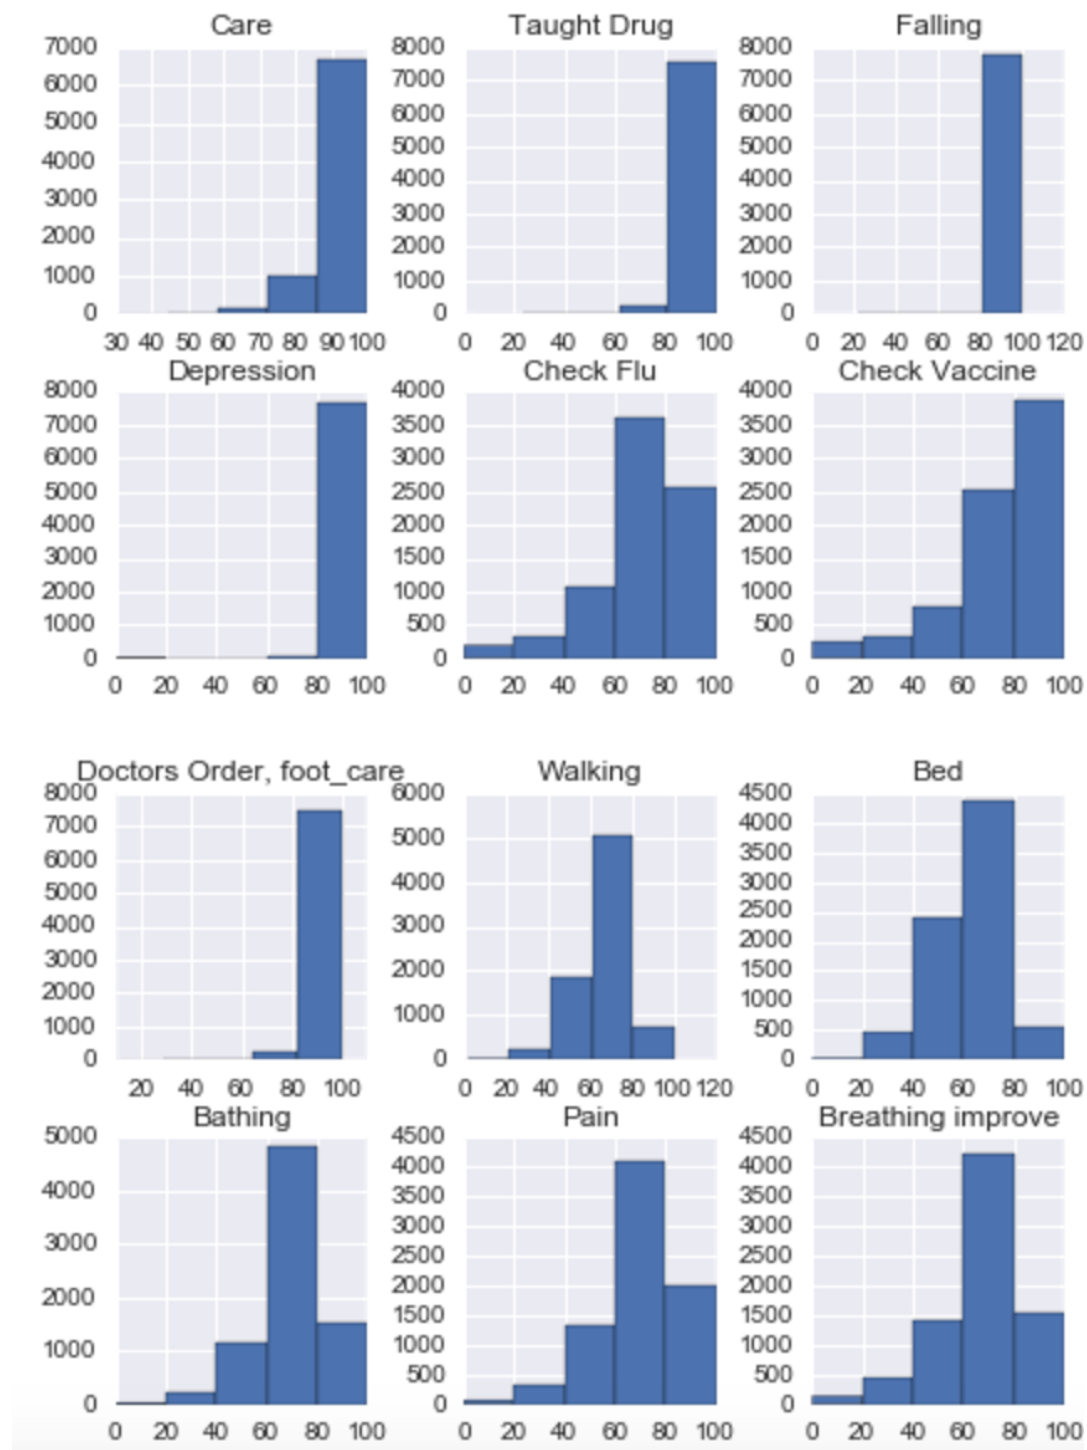 Care Taught Drug Falling
7000 8000 8000
6000 7000 7000
5000 6000 6000
4000 5000 5000
3000 4000 4000
2000 3000 3000
1000 2000 2000
0 1000 1000
0 0
30 40 50 60 70 80 90 100 0 20 40 60 80 100 0 20 40 60 80 100 120
Depression Check Flu Check Vaccine
8000 4000 4000
7000 3500 3500
6000 3000 3000
5000 2500 2500
4000 2000 2000
3000 1500 1500
2000 1000 1000
1000 500 500
0 0 0
0 20 40 60 80 100 0 20 40 60 80 100 0 20 40 60 80 100
Doctors Order, foot_care Walking Bed
8000 6000 4500
7000 5000 4000
6000 4000 3500
5000 3000 3000
4000 2000 2500
3000 1000 2000
2000 0 1500
1000 1000
0 500
0
20 40 60 80 100 0 20 40 60 80 100 120 0 20 40 60 80 100
Bathing Pain Breathing improve
5000 4500 4500
4000 4000 4000
3000 3500 3500
2000 3000 3000
1000 2500 2500
0 2000 2000
1500 1500
1000 1000
500 500
0 0
0 20 40 60 80 100 0 20 40 60 80 100 0 20 40 60 80 100